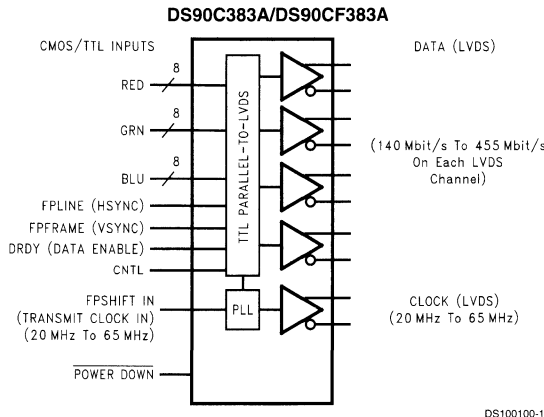 DS90C383A/DS90CF383A
CMOS/TTL INPUTS
DATA (LVDS)
8
RED
8
GRN
8
BLU
FPLINE (HSYNC)
FPFRAME (VSYNC)
DRDY (DATA ENABLE)
CNTL
TTL PARALLEL-TO-LVDS
(140 Mbit/s To 455 Mbit/s
On Each LVDS
Channel)
FPSHIFT IN
(TRANSMIT CLOCK IN)
(20 MHz To 65 MHz)
PLL
CLOCK (LVDS)
(20 MHz To 65 MHz)
POWER DOWN
DS100100-1